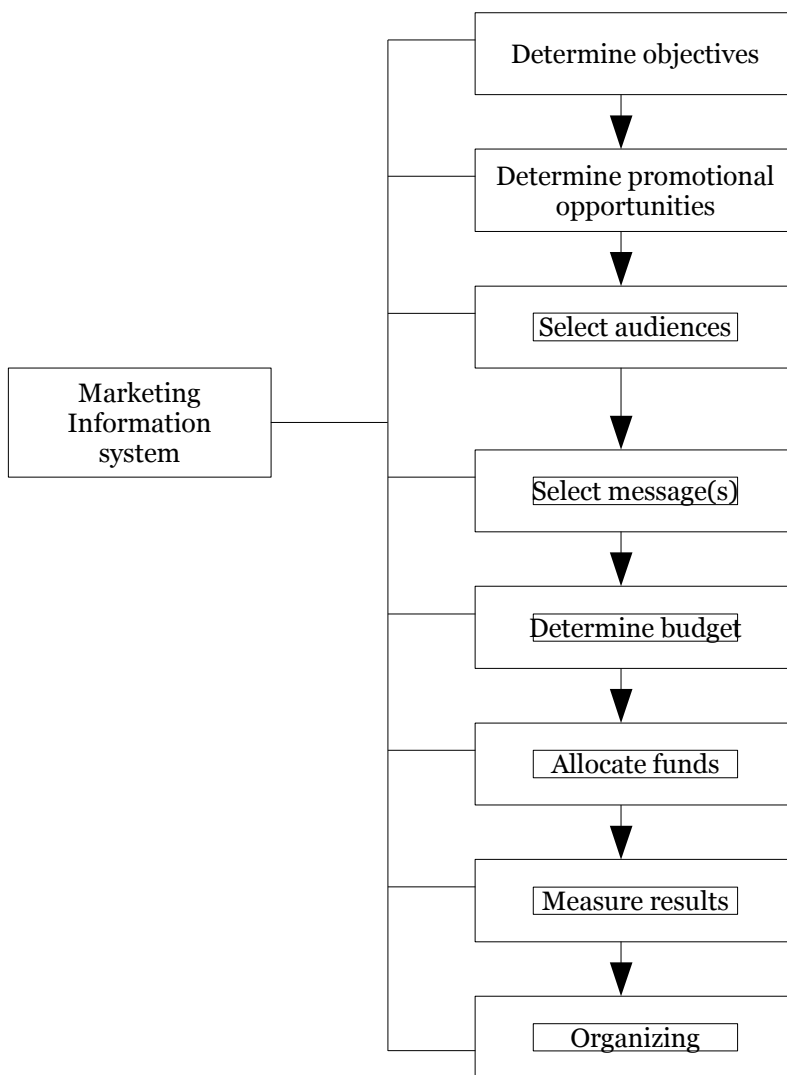 Determine objectives
Determine promotional
opportunities
Select audiences
Marketing
Information
system
Select message(s)
Determine budget
Allocate funds
Measure results
Organizing